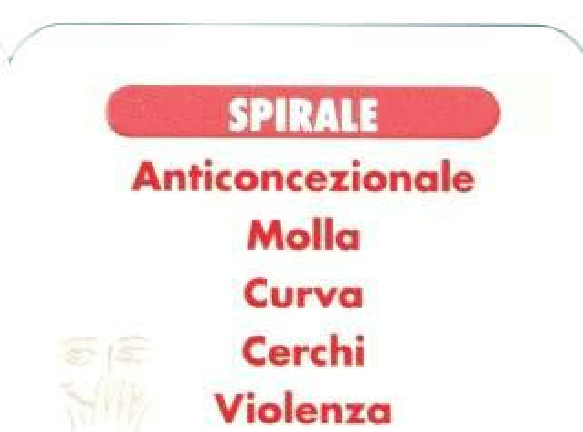 SPIRALE
Anticoncezionale
Molla
Curva
Cerchi
Violenza